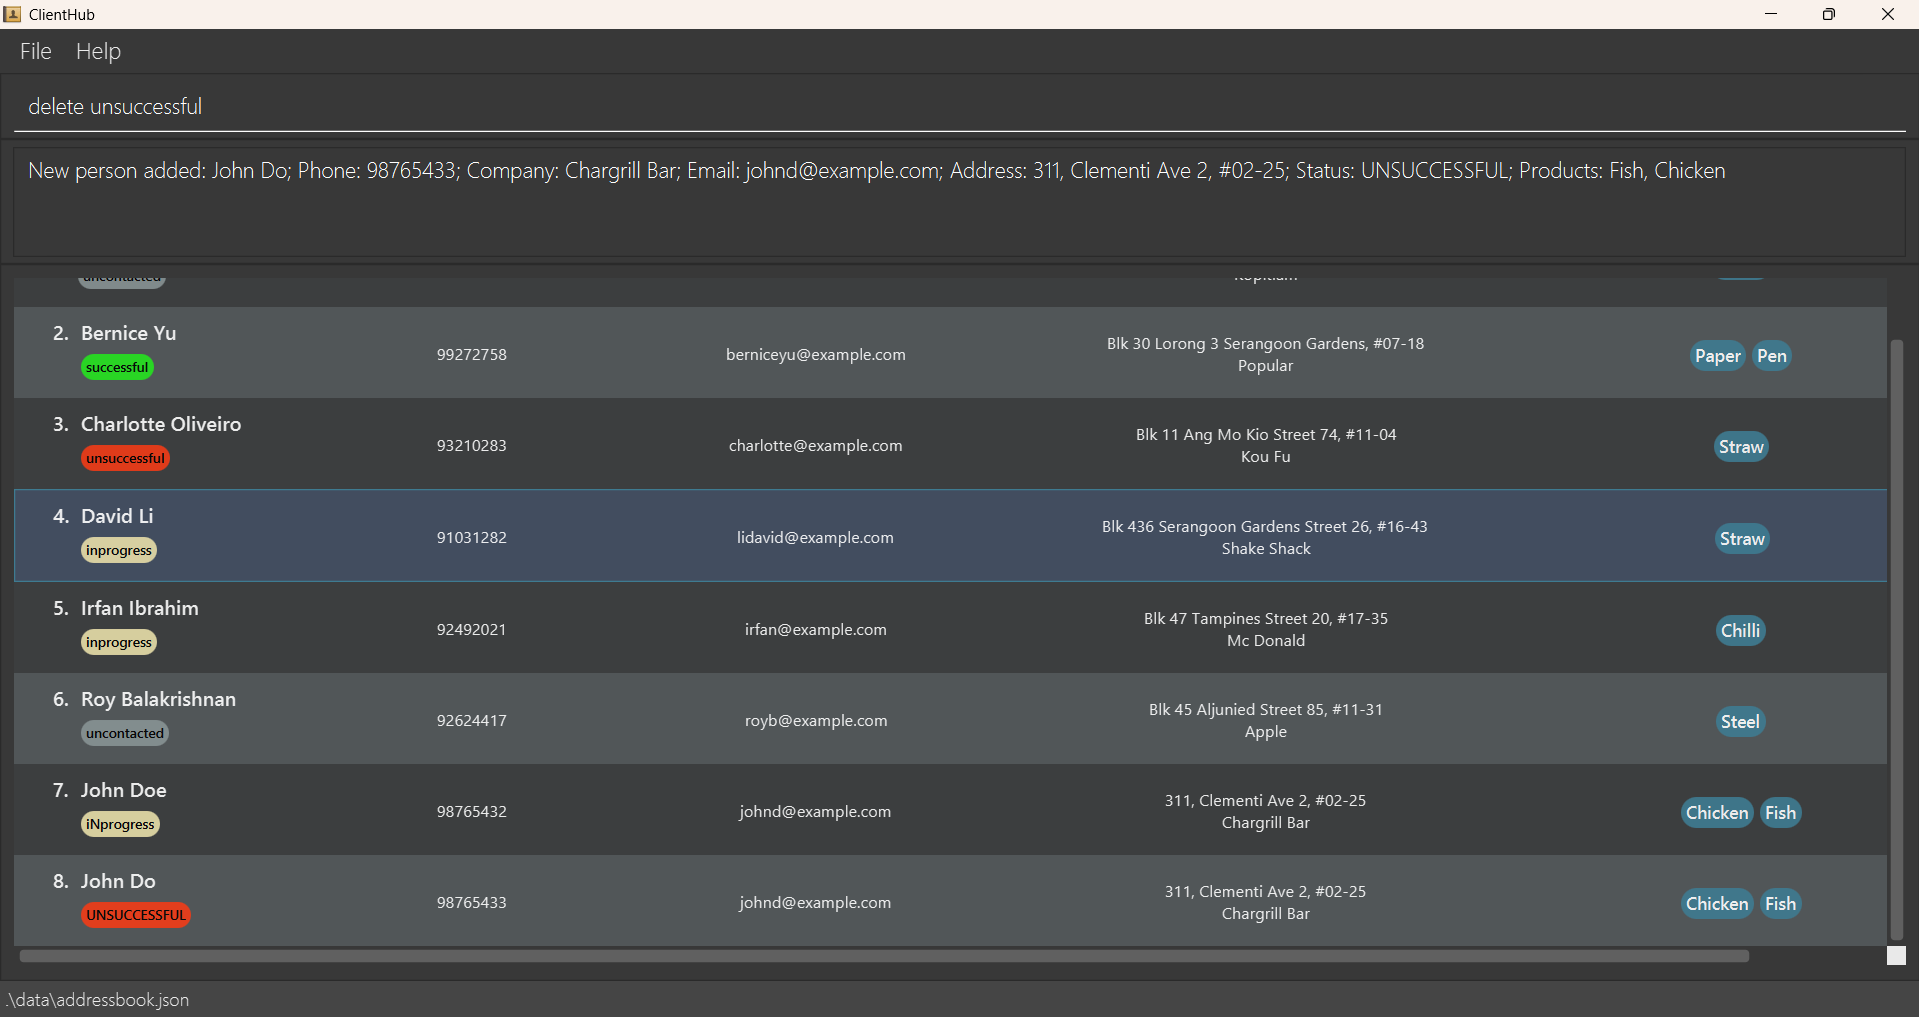 ClientHub
File Help
delete unsuccessful
New person added: John Do; Phone: 98765433; Company: Chargrill Bar; Email: johnd@example.com; Address: 311, Clementi Ave 2, #02-25; Status: UNSUCCESSFUL; Products: Fish, Chicken
2. Bernice Yu
successful
99272758
berniceyu@example.com
Blk 30 Lorong 3 Serangoon Gardens, #07-18
Popular
Paper Pen
3. Charlotte Oliveiro
unsuccessful
93210283
charlotte@example.com
Blk 11 Ang Mo Kio Street 74, #11-04
Kou Fu
Straw
4. David Li
inprogress
91031282
lidavid@example.com
Blk 436 Serangoon Gardens Street 26, #16-43
Shake Shack
Straw
5. Irfan Ibrahim
inprogress
92492021
irfan@example.com
Blk 47 Tampines Street 20, #17-35
Mc Donald
Chilli
6. Roy Balakrishnan
uncontacted
92624417
royb@example.com
Blk 45 Aljunied Street 85, #11-31
Apple
Steel
7. John Doe
iNprogress
98765432
johnd@example.com
311, Clementi Ave 2, #02-25
Chargrill Bar
Chicken Fish
8. John Do
UNSUCCESSFUL
98765433
johnd@example.com
311, Clementi Ave 2, #02-25
Chargrill Bar
Chicken Fish
.\data\addressbook.json